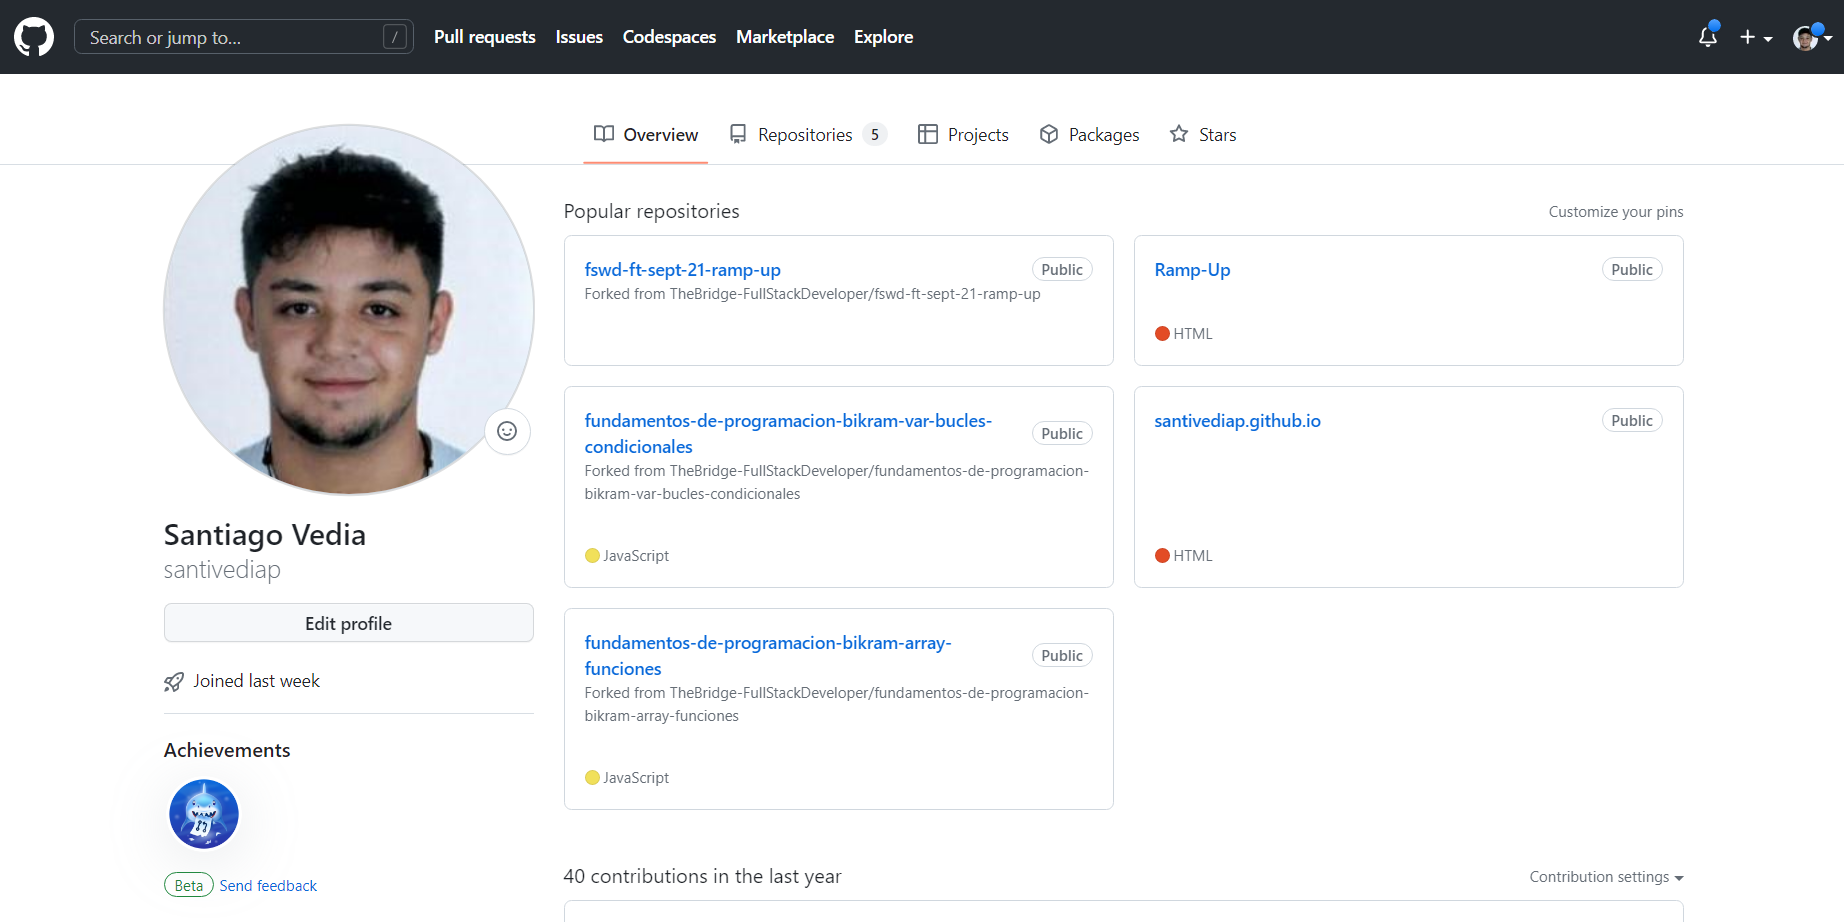 Search or jump to... /
Pull requests Issues Codespaces Marketplace Explore
Overview Repositories 5 Projects Packages Stars
Santiago Vedia
santivediap
Edit profile
Joined last week
Achievements
Beta Send feedback
Popular repositories
Customize your pins
fswd-ft-sept-21-ramp-up Public
Forked from TheBridge-FullStackDeveloper/fswd-ft-sept-21-ramp-up
Ramp-Up Public
HTML
fundamentos-de-programacion-bikram-var-bucles-
condicionales
Public
Forked from TheBridge-FullStackDeveloper/fundamentos-de-programacion-
bikram-var-bucles-condicionales
JavaScript
santivediap.github.io Public
HTML
fundamentos-de-programacion-bikram-array-
funciones
Public
Forked from TheBridge-FullStackDeveloper/fundamentos-de-programacion-
bikram-array-funciones
JavaScript
40 contributions in the last year
Contribution settings